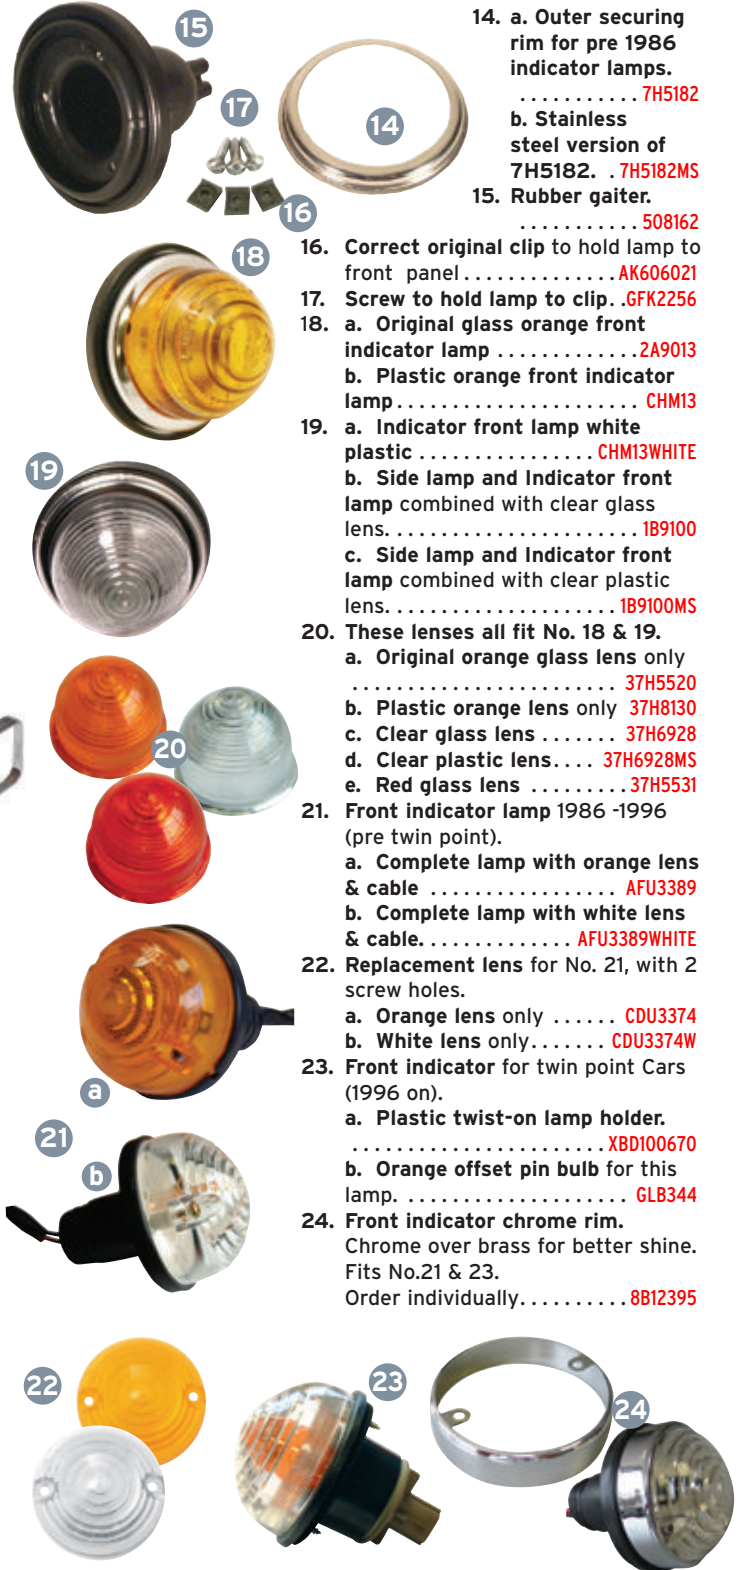 15
17
14
16
18
19
20
a
21
b
22
23
24
14. a. Outer securing
rim for pre 1986
indicator lamps.
........... 7H5182
b. Stainless
steel version of
7H5182. . 7H5182MS
15. Rubber gaiter.
........... 508162
16. Correct original clip to hold lamp to
front panel.............. AK606021
17. Screw to hold lamp to clip. .GFK2256
18. a. Original glass orange front
indicator lamp .............2A9013
b. Plastic orange front indicator
lamp...................... CHM13
19. a. Indicator front lamp white
plastic ................ CHM13WHITE
b. Side lamp and Indicator front
lamp combined with clear glass
lens....................... 1B9100
c. Side lamp and Indicator front
lamp combined with clear plastic
lens..................... 1B9100MS
20. These lenses all fit No. 18 & 19.
a. Original orange glass lens only
........................ 37H5520
b. Plastic orange lens only 37H8130
c. Clear glass lens ....... 37H6928
d. Clear plastic lens.... 37H6928MS
e. Red glass lens .........37H5531
21. Front indicator lamp 1986 -1996
(pre twin point).
a. Complete lamp with orange lens
& cable ................. AFU3389
b. Complete lamp with white lens
& cable.............. AFU3389WHITE
22. Replacement lens for No. 21, with 2
screw holes.
a. Orange lens only ...... CDU3374
b. White lens only....... CDU3374W
23. Front indicator for twin point Cars
(1996 on).
a. Plastic twist-on lamp holder.
....................... XBD100670
b. Orange offset pin bulb for this
lamp. .................... GLB344
24. Front indicator chrome rim.
Chrome over brass for better shine.
Fits No.21 & 23.
Order individually.......... 8B12395